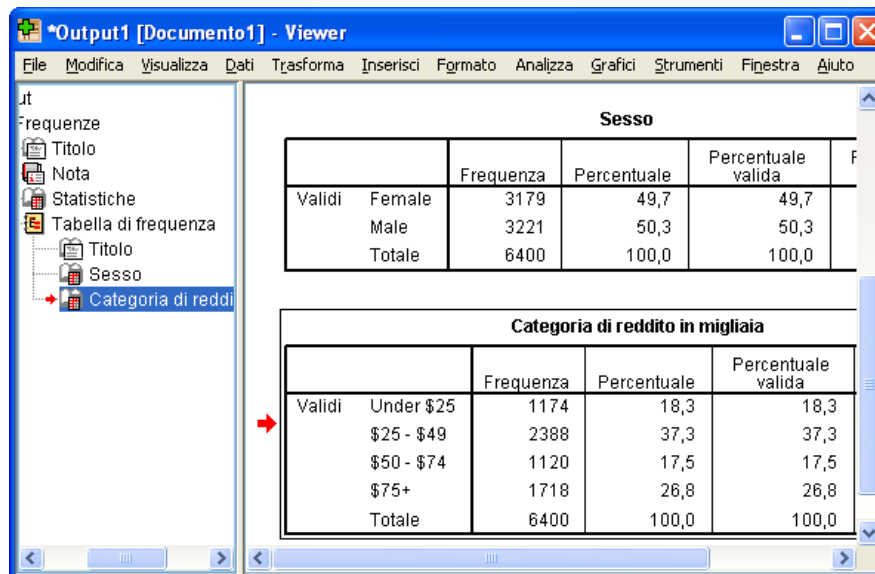 *Output1 [Documento1] - Viewer
File Modifica Visualizza Dati Trasforma Inserisci Formato Analizza Grafici Strumenti Finestra Aiuto
ut
Frequenze
Titolo
Nota
Statistiche
Tabella di frequenza
Titolo
Sesso
Categoria di reddi
Sesso
Frequenza Percentuale Percentuale valida
Validi Female 3179 49,7 49,7
Male 3221 50,3 50,3
Totale 6400 100,0 100,0
Categoria di reddito in migliaia
Frequenza Percentuale Percentuale valida
Validi Under $25 1174 18,3 18,3
$25 - $49 2388 37,3 37,3
$50 - $74 1120 17,5 17,5
$75+ 1718 26,8 26,8
Totale 6400 100,0 100,0